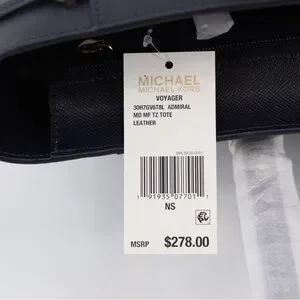 MICHAEL
MICHAEL KORS
VOYAGER
30H7GV6T8L ADMIRAL
MD MF TZ TOTE
LEATHER
1 91935 07701 1
NS
MSRP $278.00